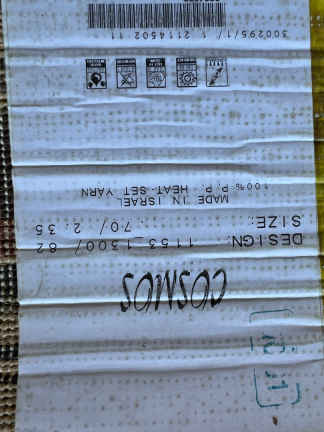 COSMOS
DESIGN: 1153_1300/
SIZE: .70/ 2.35
MADE IN ISRAEL
100% P.P. HEAT-SET YARN
300295/1/ 1 2114502 11